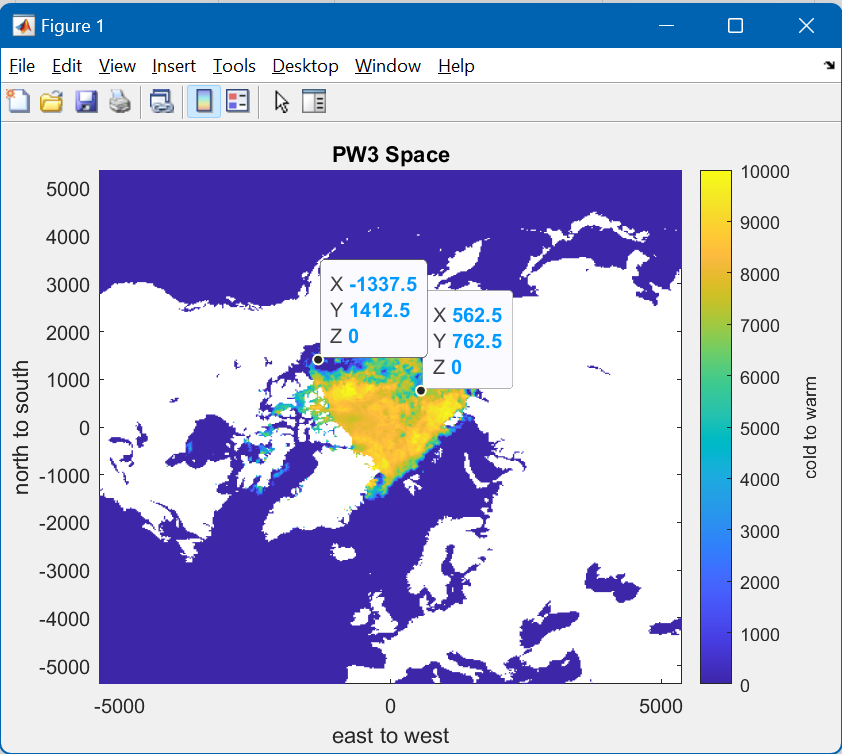 Figure 1
File Edit View Insert Tools Desktop Window Help
PW3 Space
5000
4000
3000
2000
1000
0
-1000
-2000
-3000
-4000
-5000
north to south
X -1337.5
Y 1412.5
Z 0
X 562.5
Y 762.5
Z 0
-5000 0 5000
east to west
10000
9000
8000
7000
6000
5000
4000
3000
2000
1000
0
cold to warm